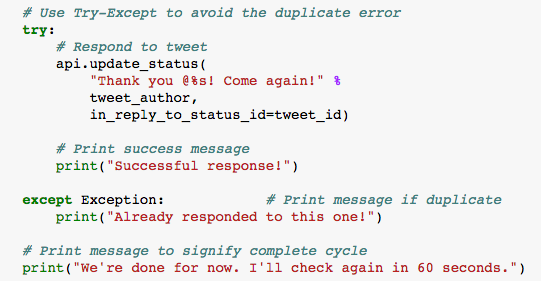 # Use Try-Except to avoid the duplicate error
try:
    # Respond to tweet
    api.update_status(
        "Thank you @%s! Come again!" %
        tweet_author,
        in_reply_to_status_id=tweet_id)
    # Print success message
    print("Successful response!")
except Exception:            # Print message if duplicate
    print("Already responded to this one!")
# Print message to signify complete cycle
print("We're done for now. I'll check again in 60 seconds.")